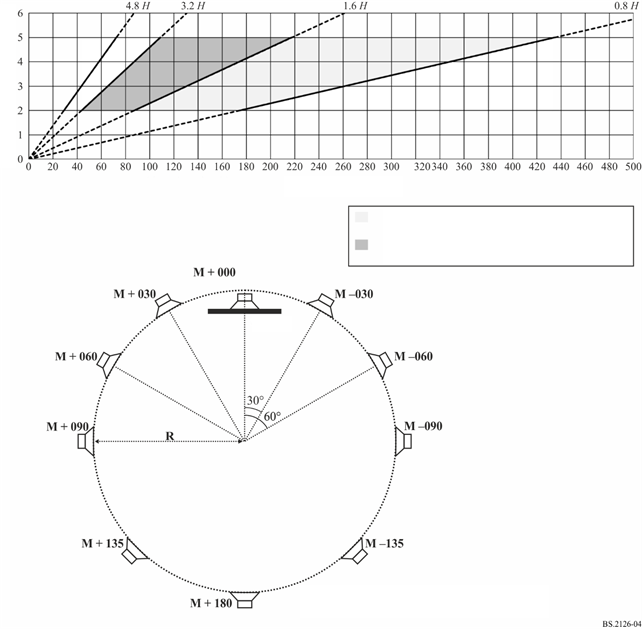 4.8 H 3.2 H 1.6 H 0.8 H
6
5
4
3
2
1
0
0 20 40 60 80 100 120 140 160 180 200 220 240 260 280 300 320 340 360 380 400 420 440 460 480 500
M + 000
M + 030 M –030
M + 060 M –060
30°
60°
M + 090 R M –090
M + 135 M –135
M + 180
BS.2126-04